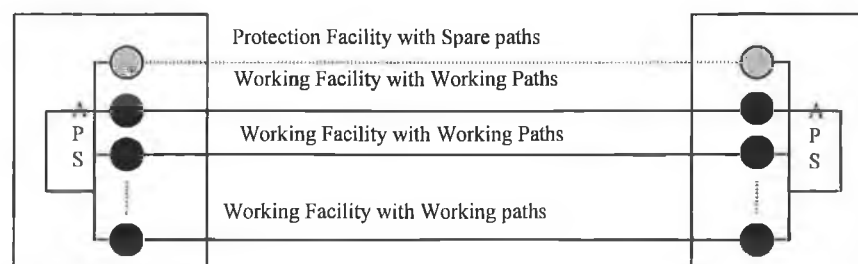 Protection Facility with Spare paths
Working Facility with Working Paths
A
P
S
Working Facility with Working Paths
A
P
S
Working Facility with Working paths